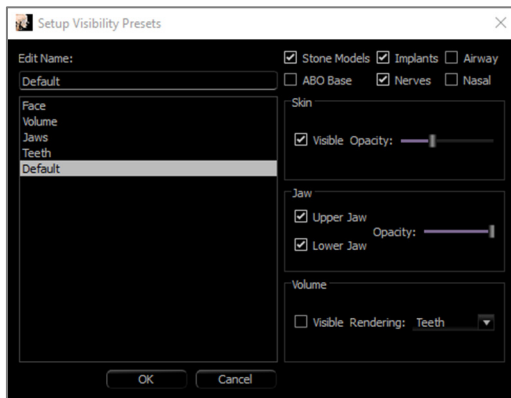 Setup Visibility Presets
Edit Name:
Default
Face
Volume
Jaws
Teeth
Default
OK Cancel
Stone Models Implants Airway
ABO Base Nerves Nasal
Skin
Visible Opacity:
Jaw
Upper Jaw
Opacity:
Lower Jaw
Volume
Visible Rendering: Teeth